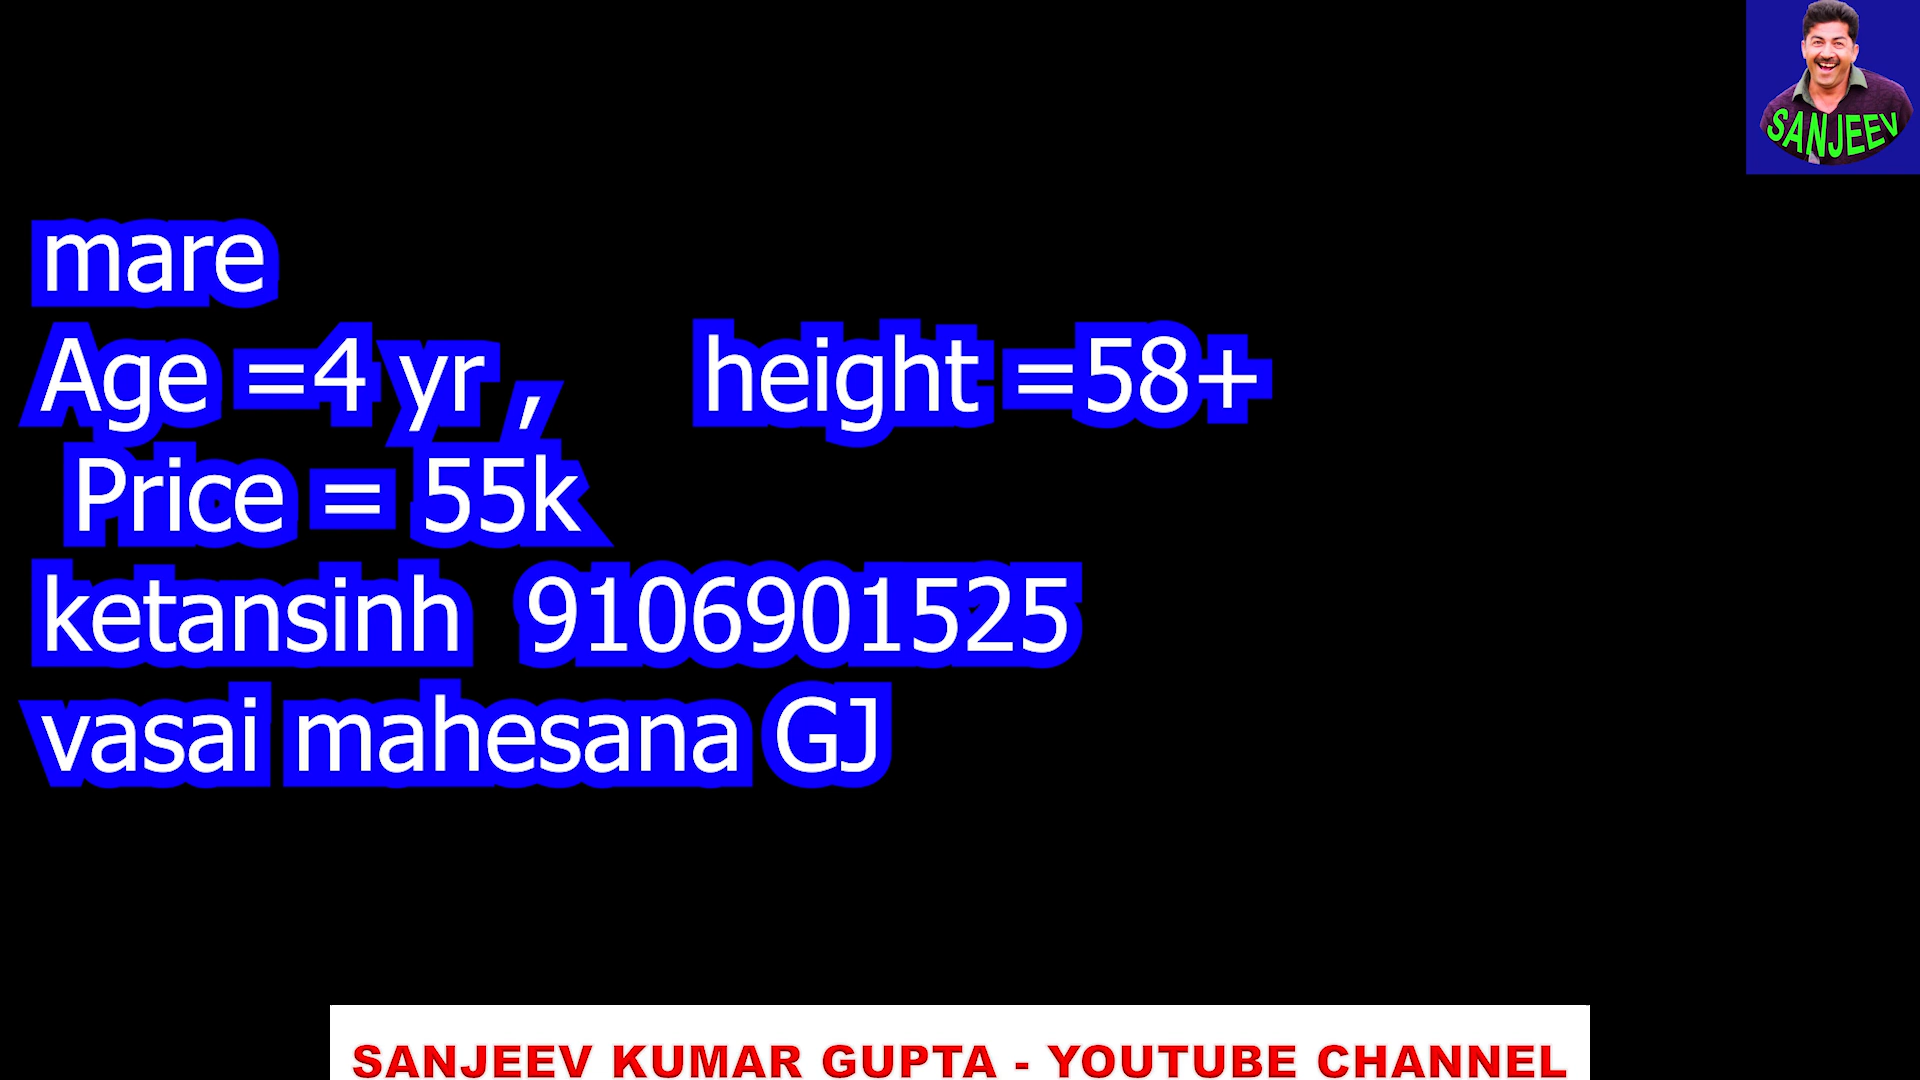 SANJEEV
mare
Age =4 yr , height =58+
Price = 55k
ketansinh 9106901525
vasai mahesana GJ
SANJEEV KUMAR GUPTA - YOUTUBE CHANNEL